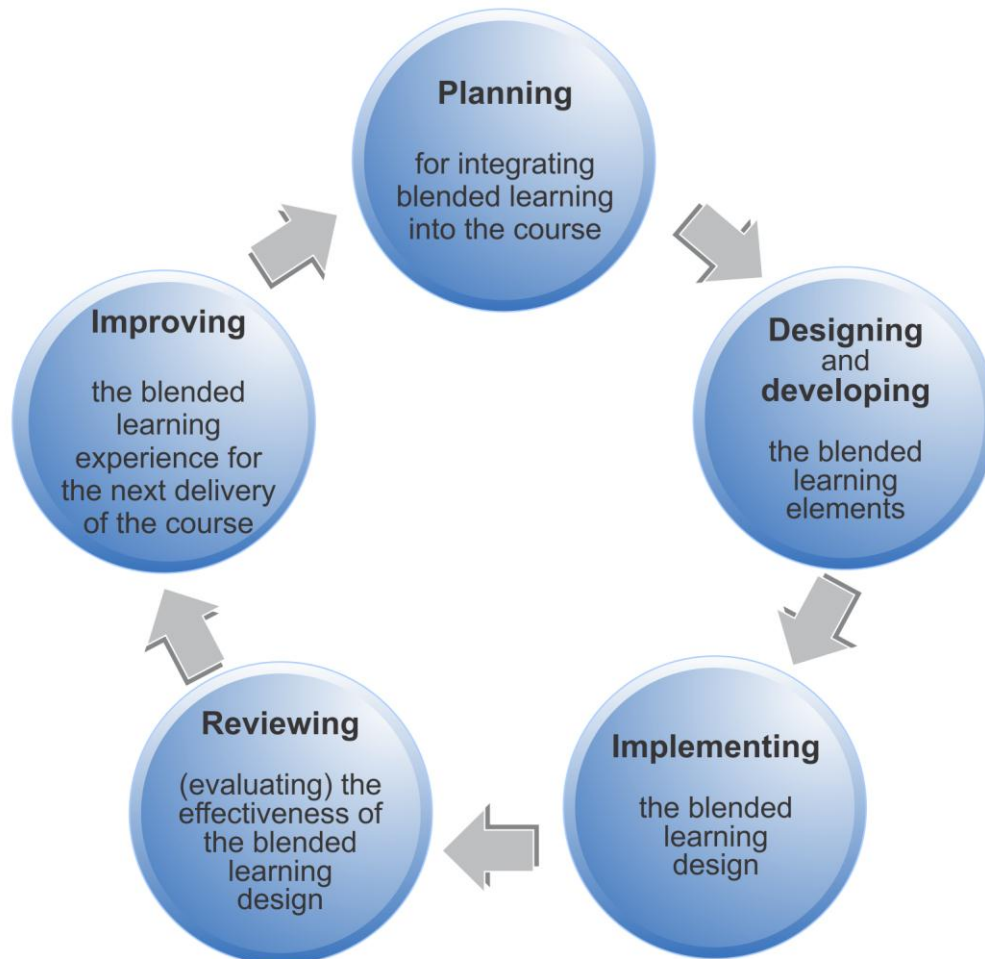 Planning
for integrating
blended learning
into the course
Designing
and
developing
the blended
learning
elements
Implementing
the blended
learning
design
Reviewing
(evaluating) the
effectiveness of
the blended
learning
design
Improving
the blended
learning
experience for
the next delivery
of the course